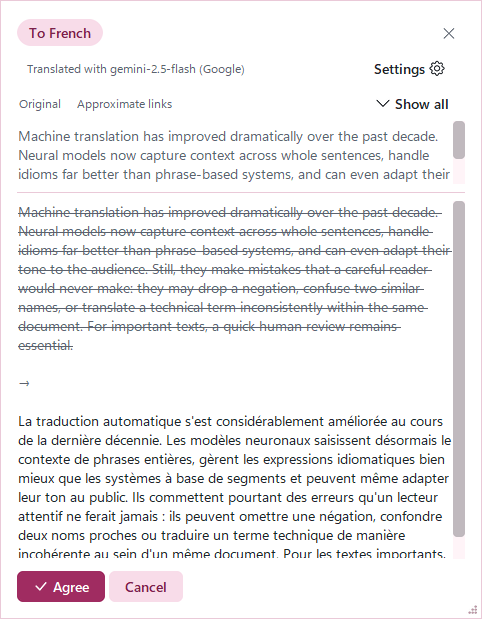 To French
Translated with gemini-2.5-flash (Google)
Settings
Original Approximate links
Show all
Machine translation has improved dramatically over the past decade.
Neural models now capture context across whole sentences, handle
idioms far better than phrase-based systems, and can even adapt their
Machine translation has improved dramatically over the past decade.
Neural models now capture context across whole sentences, handle
idioms far better than phrase-based systems, and can even adapt their
tone to the audience. Still, they make mistakes that a careful reader
would never make: they may drop a negation, confuse two similar
names, or translate a technical term inconsistently within the same
document. For important texts, a quick human review remains
essential.
→
La traduction automatique s'est considérablement améliorée au cours
de la dernière décennie. Les modèles neuronaux saisissent désormais le
contexte de phrases entières, gèrent les expressions idiomatiques bien
mieux que les systèmes à base de segments et peuvent même adapter
leur ton au public. Ils commettent pourtant des erreurs qu'un lecteur
attentif ne ferait jamais : ils peuvent omettre une négation, confondre
deux noms proches ou traduire un terme technique de manière
incohérente au sein d'un même document. Pour les textes importants,
Agree
Cancel